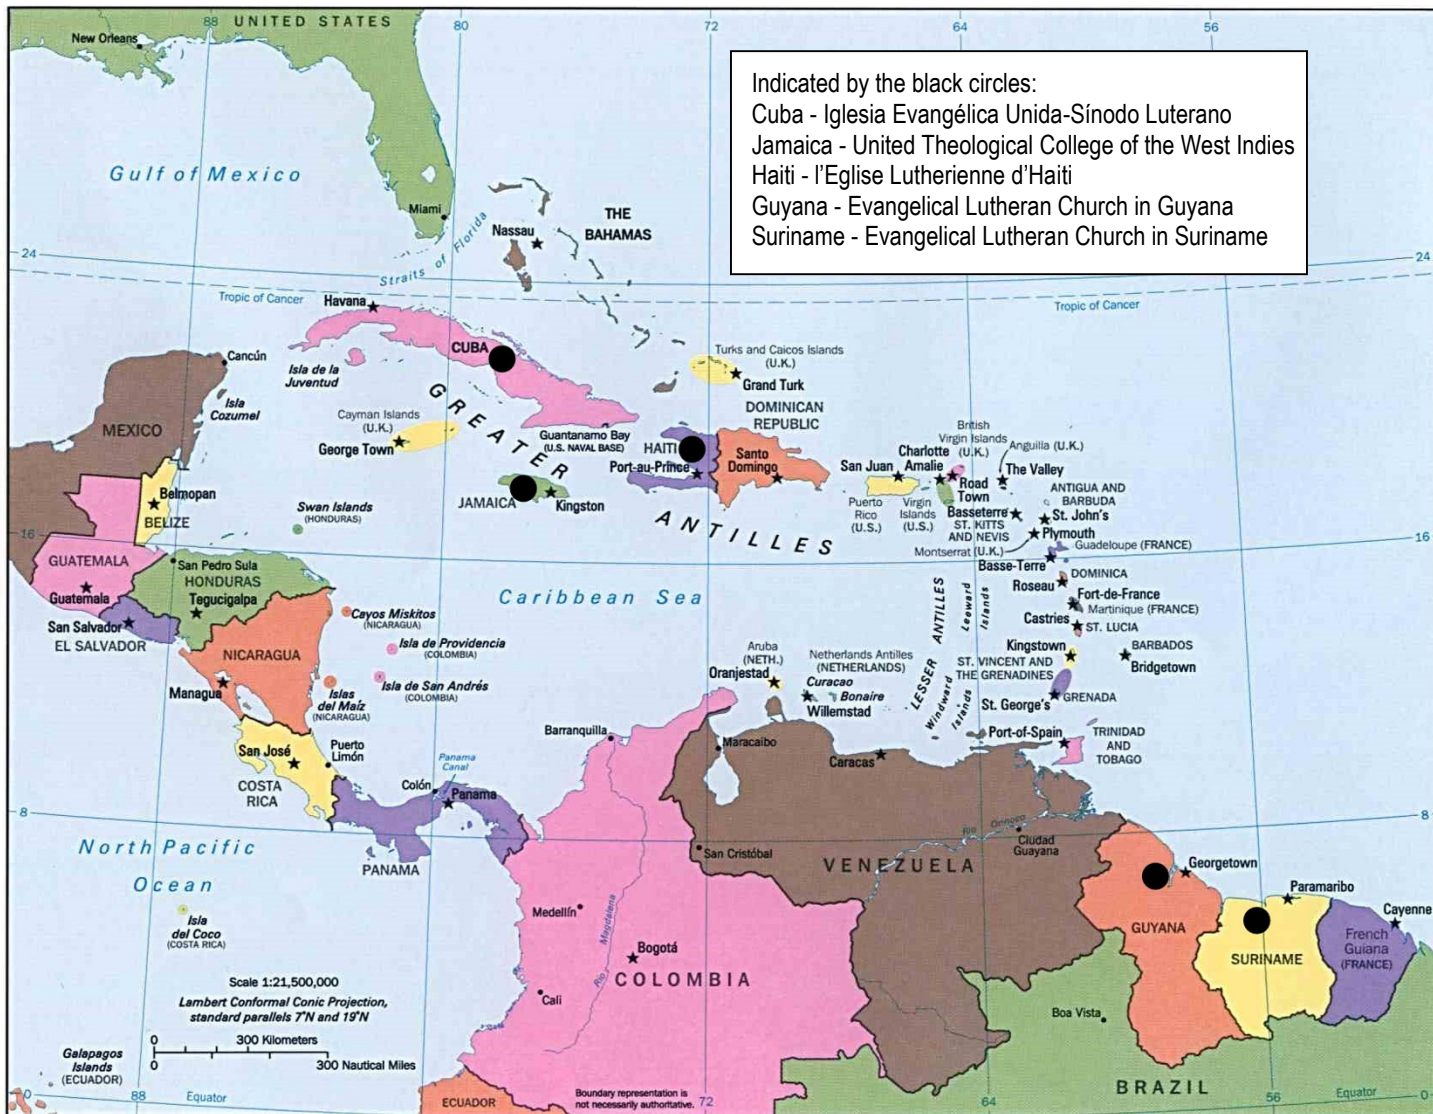 88
80
72
64
56
UNITED STATES
New Orleans
Indicated by the black circles:
Cuba - Iglesia Evangélica Unida-Sínodo Luterano
Jamaica - United Theological College of the West Indies
Haiti - l'Eglise Lutherienne d'Haiti
Guyana - Evangelical Lutheran Church in Guyana
Suriname - Evangelical Lutheran Church in Suriname
Gulf of Mexico
Miami
Straits of Florida
Nassau
THE
BAHAMAS
24
24
Tropic of Cancer
Tropic of Cancer
Havana
CUBA
Isla de la
Juventud
Cancún
Isla
Cozumel
MEXICO
Turks and Caicos Islands
(U.K.)
Grand Turk
Cayman Islands
(U.K.)
George Town
GREATER
ANTILLES
Guantanamo Bay
(U.S. NAVAL BASE)
HAITI
Port-au-Prince
DOMINICAN
REPUBLIC
Santo
Domingo
JAMAICA
Kingston
San Juan
Puerto
Rico
(U.S.)
Charlotte
Amalie
Virgin
Islands
(U.S.)
British
Virgin Islands
(U.K.)
Road
Town
Anguilla (U.K.)
The Valley
Basseterre
ST. KITTS
AND NEVIS
ANTIGUA AND
BARBUDA
St. John's
Montserrat (U.K.)
Plymouth
Guadeloupe (FRANCE)
Basse-Terre
Roseau
DOMINICA
Fort-de-France
Martinique (FRANCE)
Castries
ST. LUCIA
Kingstown
ST. VINCENT AND
THE GRENADINES
BARBADOS
Bridgetown
GRENADA
St. George's
LESSER ANTILLES
Leeward
Islands
Windward
Islands
Port-of-Spain
TRINIDAD
AND
TOBAGO
Belmopan
BELIZE
Swan Islands
(HONDURAS)
16
16
GUATEMALA
Guatemala
San Pedro Sula
HONDURAS
Tegucigalpa
San Salvador
EL SALVADOR
NICARAGUA
Managua
Caribbean Sea
Cayos Miskitos
(NICARAGUA)
Isla de Providencia
(COLOMBIA)
Isla de San Andrés
(COLOMBIA)
Islas
del Maíz
(NICARAGUA)
Aruba
(NETH.)
Oranjestad
Netherlands Antilles
(NETHERLANDS)
Curacao
Bonaire
Willemstad
San José
Puerto
Limón
COSTA
RICA
Panama
Canal
Colón
Panama
PANAMA
Barranquilla
Maracaibo
Caracas
8
8
North Pacific
Ocean
Isla
del Coco
(COSTA RICA)
San Cristóbal
VENEZUELA
Rio
Orinoco
Ciudad
Guayana
Georgetown
GUYANA
Paramaribo
SURINAME
Cayenne
French
Guiana
(FRANCE)
Medellín
Rio
Magdalena
Bogotá
COLOMBIA
Cali
Boa Vista
BRAZIL
Scale 1:21,500,000
Lambert Conformal Conic Projection,
standard parallels 7°N and 19°N
0
300 Kilometers
0
300 Nautical Miles
Galapagos
Islands
(ECUADOR)
ECUADOR
Boundary representation is
not necessarily authoritative.
0
88
Equator
72
64
56
Equator
0